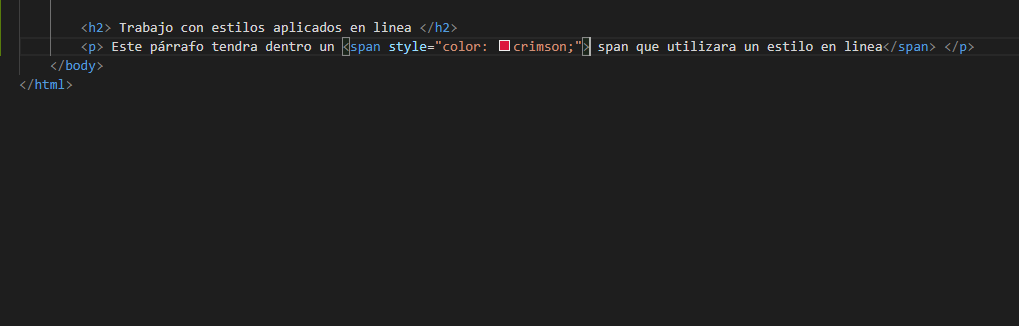 <h2> Trabajo con estilos aplicados en linea </h2>
<p> Este párrafo tendra dentro un <span style="color: crimson;"> span que utilizara un estilo en linea</span> </p>
</body>
</html>